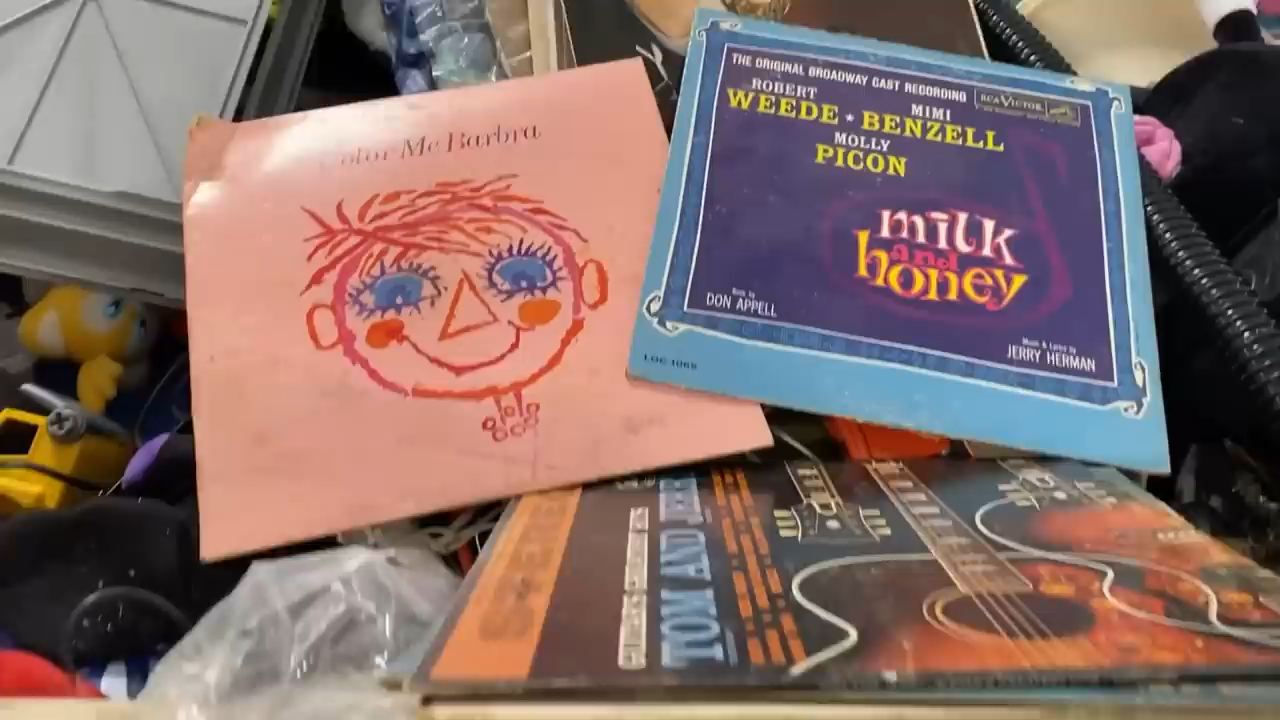 Color Me Barbra
THE ORIGINAL BROADWAY CAST RECORDING
RCA VICTOR
ROBERT
WEEDE ★ BENZELL
MIMI
MOLLY
PICON
milk
and
honey
Book by
DON APPELL
Music & Lyrics by
JERRY HERMAN
LOC-1065
TOM AND JERRY